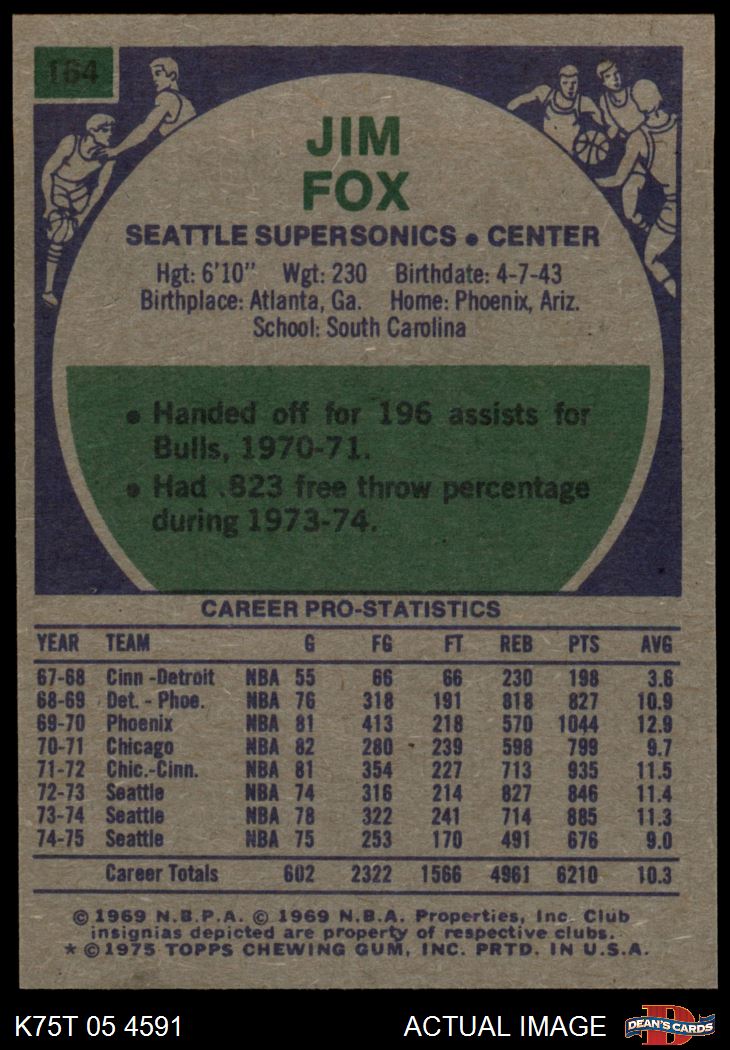 164
JIM
FOX
SEATTLE SUPERSONICS • CENTER
Hgt: 6'10" Wgt: 230 Birthdate: 4-7-43
Birthplace: Atlanta, Ga. Home: Phoenix, Ariz.
School: South Carolina
• Handed off for 196 assists for
Bulls, 1970-71.
• Had .823 free throw percentage
during 1973-74.
CAREER PRO-STATISTICS
YEAR TEAM G FG FT REB PTS AVG
67-68 Cinn -Detroit NBA 55 66 66 230 198 3.6
68-69 Det. - Phoe. NBA 76 318 191 818 827 10.9
69-70 Phoenix NBA 81 413 218 570 1044 12.9
70-71 Chicago NBA 82 280 239 598 799 9.7
71-72 Chic.-Cinn. NBA 81 354 227 713 935 11.5
72-73 Seattle NBA 74 316 214 827 846 11.4
73-74 Seattle NBA 78 322 241 714 885 11.3
74-75 Seattle NBA 75 253 170 491 676 9.0
Career Totals 602 2322 1566 4961 6210 10.3
© 1969 N.B.P.A. © 1969 N.B.A. Properties, Inc. Club
insignias depicted are property of respective clubs.
* © 1975 TOPPS CHEWING GUM, INC. PRTD. IN U.S.A.
K75T 05 4591 ACTUAL IMAGE D DEAN'S CARDS